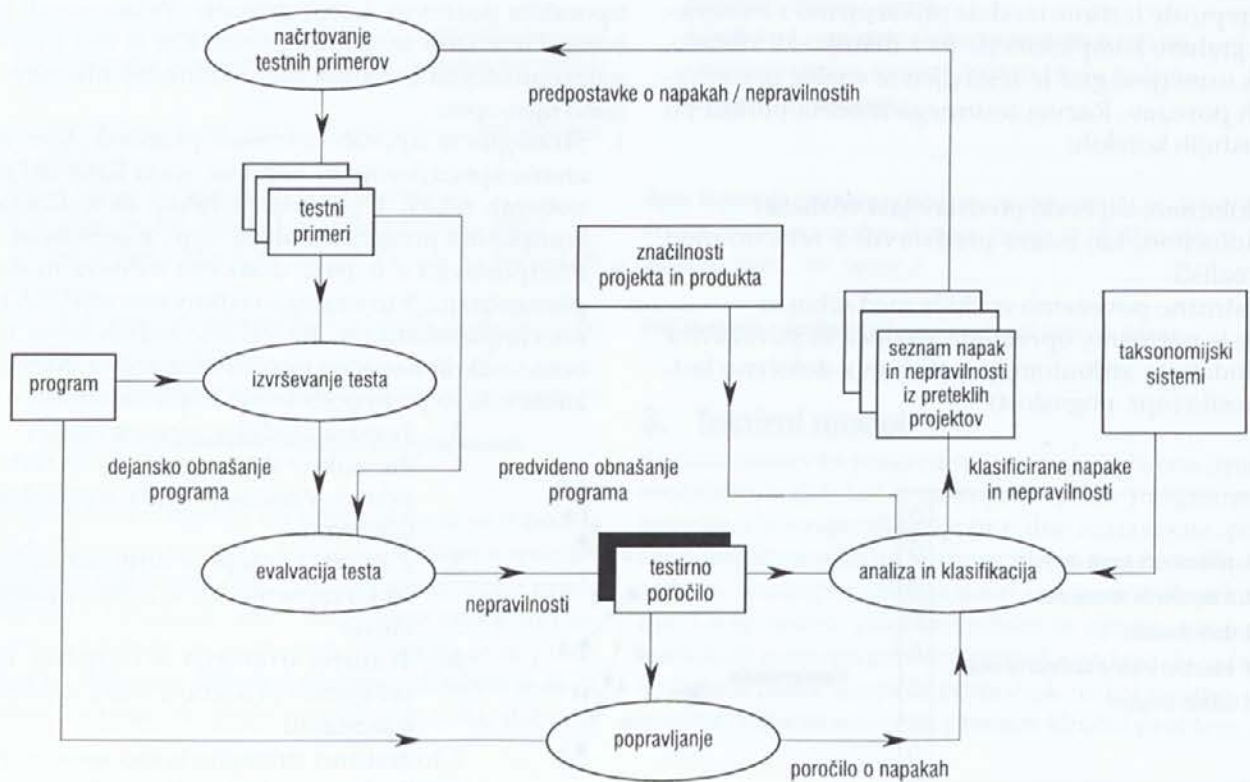 načrtovanje
testnih primerov
predpostavke o napakah / nepravilnostih
testni
primeri
značilnosti
projekta in produkta
seznam napak
in nepravilnosti
iz preteklih
projektov
taksonomijski
sistemi
program
izvrševanje testa
dejansko obnašanje
programa
predvideno obnašanje
programa
klasificirane napake
in nepravilnosti
evalvacija testa
nepravilnosti
testirno
poročilo
analiza in klasifikacija
popravljanje
poročilo o napakah